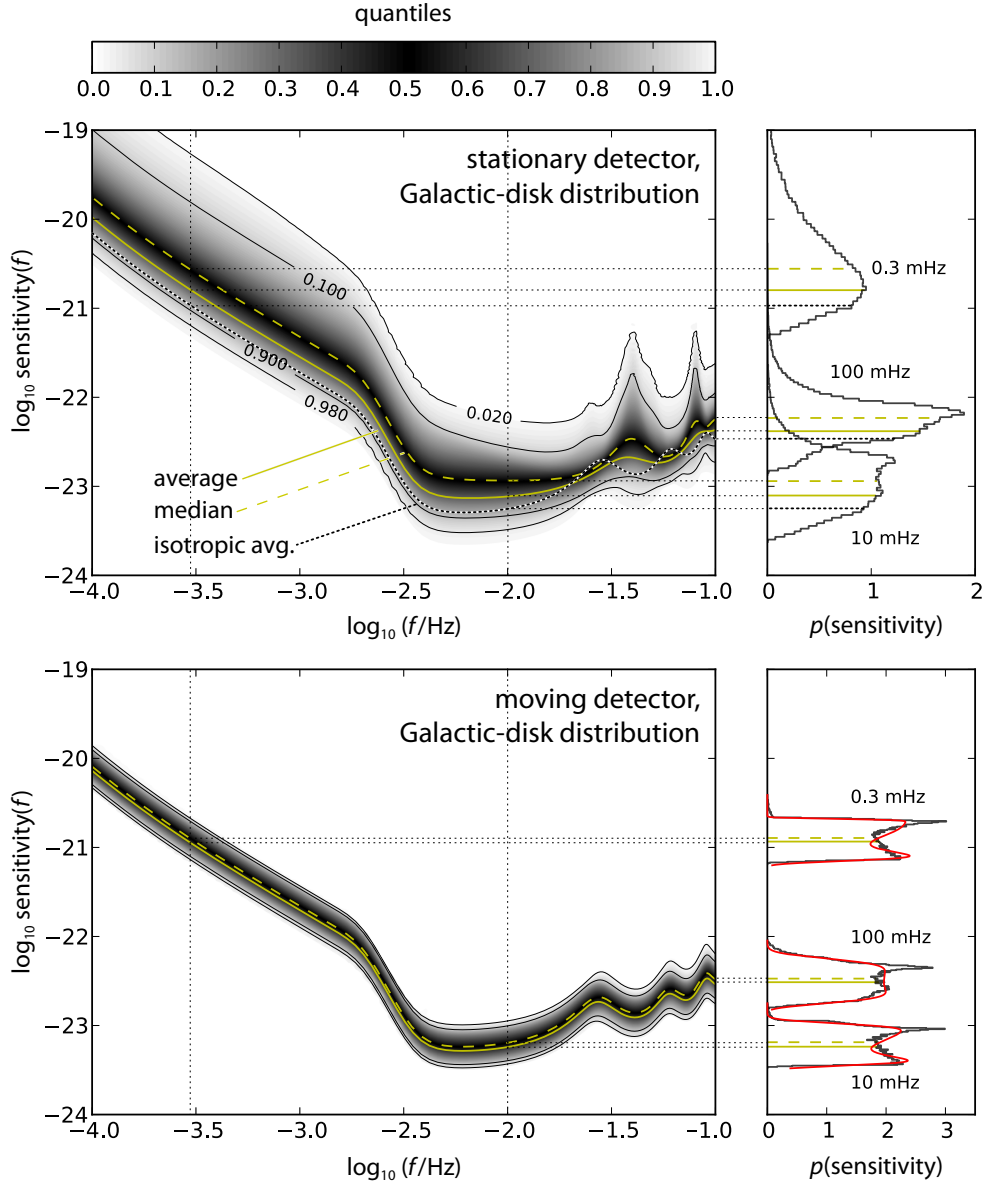 quantiles
0.0 0.1 0.2 0.3 0.4 0.5 0.6 0.7 0.8 0.9 1.0
stationary detector,
Galactic-disk distribution
log₁₀ sensitivity(f)
−19
−20
−21
−22
−23
−24
0.100
0.900
0.980
0.020
average
median
isotropic avg.
−4.0 −3.5 −3.0 −2.5 −2.0 −1.5 −1.0
log₁₀ (f/Hz)
0.3 mHz
100 mHz
10 mHz
0 1 2
p(sensitivity)
moving detector,
Galactic-disk distribution
log₁₀ sensitivity(f)
−19
−20
−21
−22
−23
−24
−4.0 −3.5 −3.0 −2.5 −2.0 −1.5 −1.0
log₁₀ (f/Hz)
0.3 mHz
100 mHz
10 mHz
0 1 2 3
p(sensitivity)